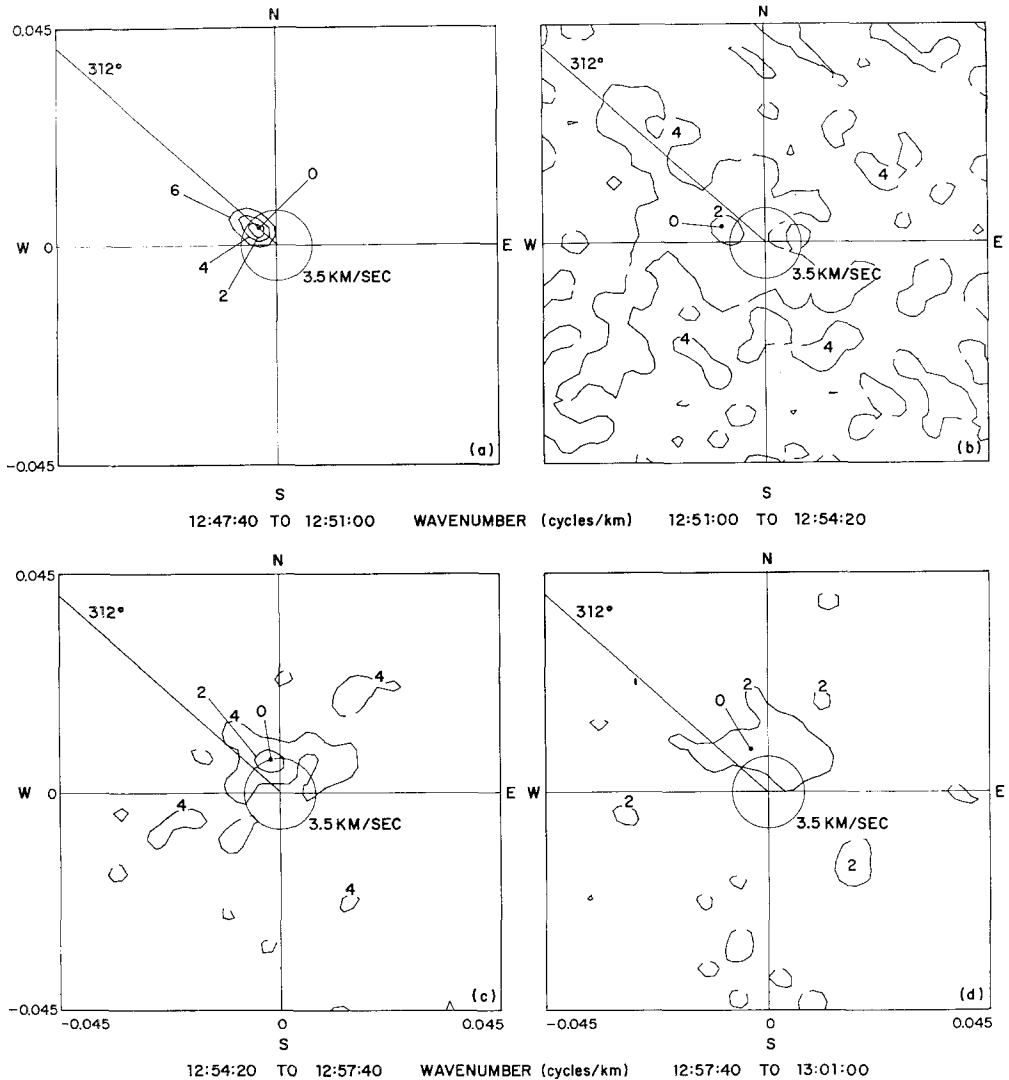 N
0.045
312°
6
0
W 0
E
4
2
3.5 KM/SEC
-0.045
(a)
S
N
312°
4
4
2
0
W
E
3.5 KM/SEC
4
4
(b)
S
12:47:40 TO 12:51:00 WAVENUMBER (cycles/km) 12:51:00 TO 12:54:20
N
0.045
312°
2
4
0
4
W 0
E
4
3.5 KM/SEC
4
-0.045
(c)
-0.045 0 0.045
S
N
312°
2
2
0
W
E
2
3.5 KM/SEC
2
(d)
-0.045 0 0.045
S
12:54:20 TO 12:57:40 WAVENUMBER (cycles/km) 12:57:40 TO 13:01:00